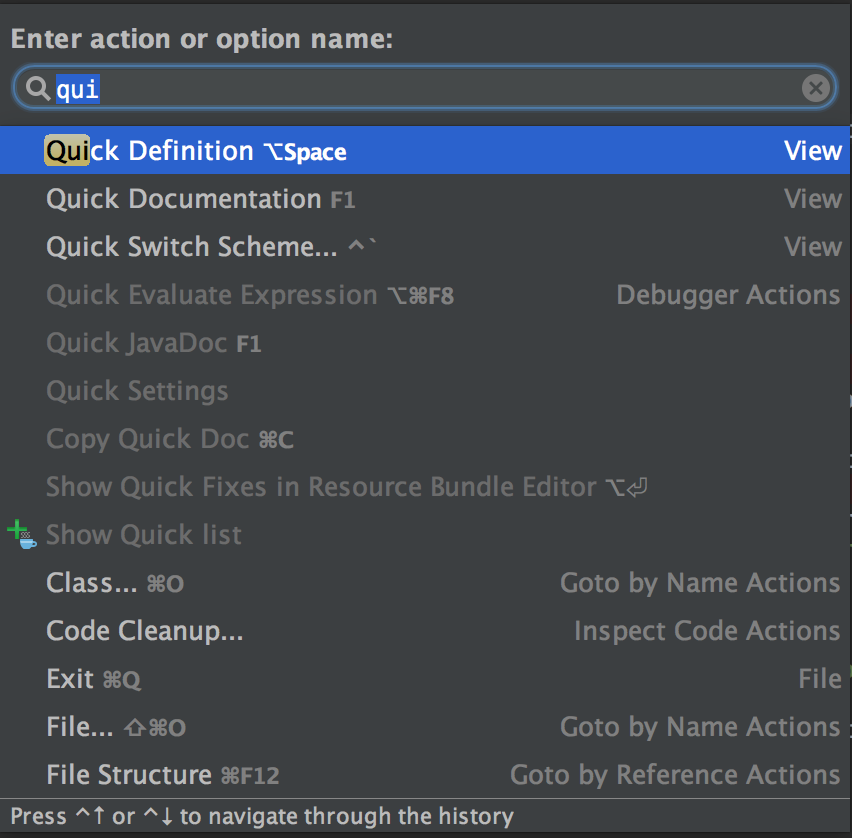 Enter action or option name:
qui
Quick Definition ⌥Space View
Quick Documentation F1 View
Quick Switch Scheme... ^` View
Quick Evaluate Expression ⌥⌘F8 Debugger Actions
Quick JavaDoc F1
Quick Settings
Copy Quick Doc ⌘C
Show Quick Fixes in Resource Bundle Editor ⌥⏎
Show Quick list
Class... ⌘O Goto by Name Actions
Code Cleanup... Inspect Code Actions
Exit ⌘Q File
File... ⇧⌘O Goto by Name Actions
File Structure ⌘F12 Goto by Reference Actions
Press ^↑ or ^↓ to navigate through the history